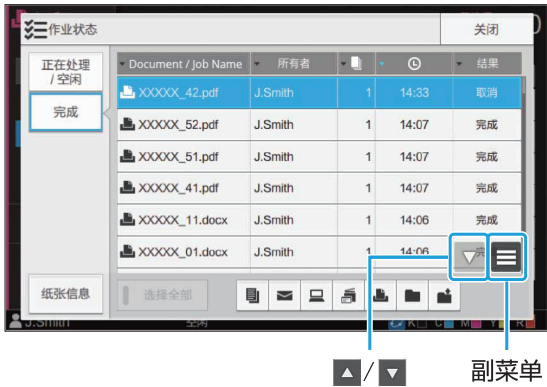 作业状态
关闭
正在处理
/ 空闲
完成
纸张信息
Document / Job Name 所有者 结果
XXXXX_42.pdf J.Smith 1 14:33 取消
XXXXX_52.pdf J.Smith 1 14:07 完成
XXXXX_51.pdf J.Smith 1 14:07 完成
XXXXX_41.pdf J.Smith 1 14:07 完成
XXXXX_11.docx J.Smith 1 14:06 完成
XXXXX_01.docx J.Smith 1 14:06 完
选择全部
J.Smith 空闲 K C M Y R
/
副菜单